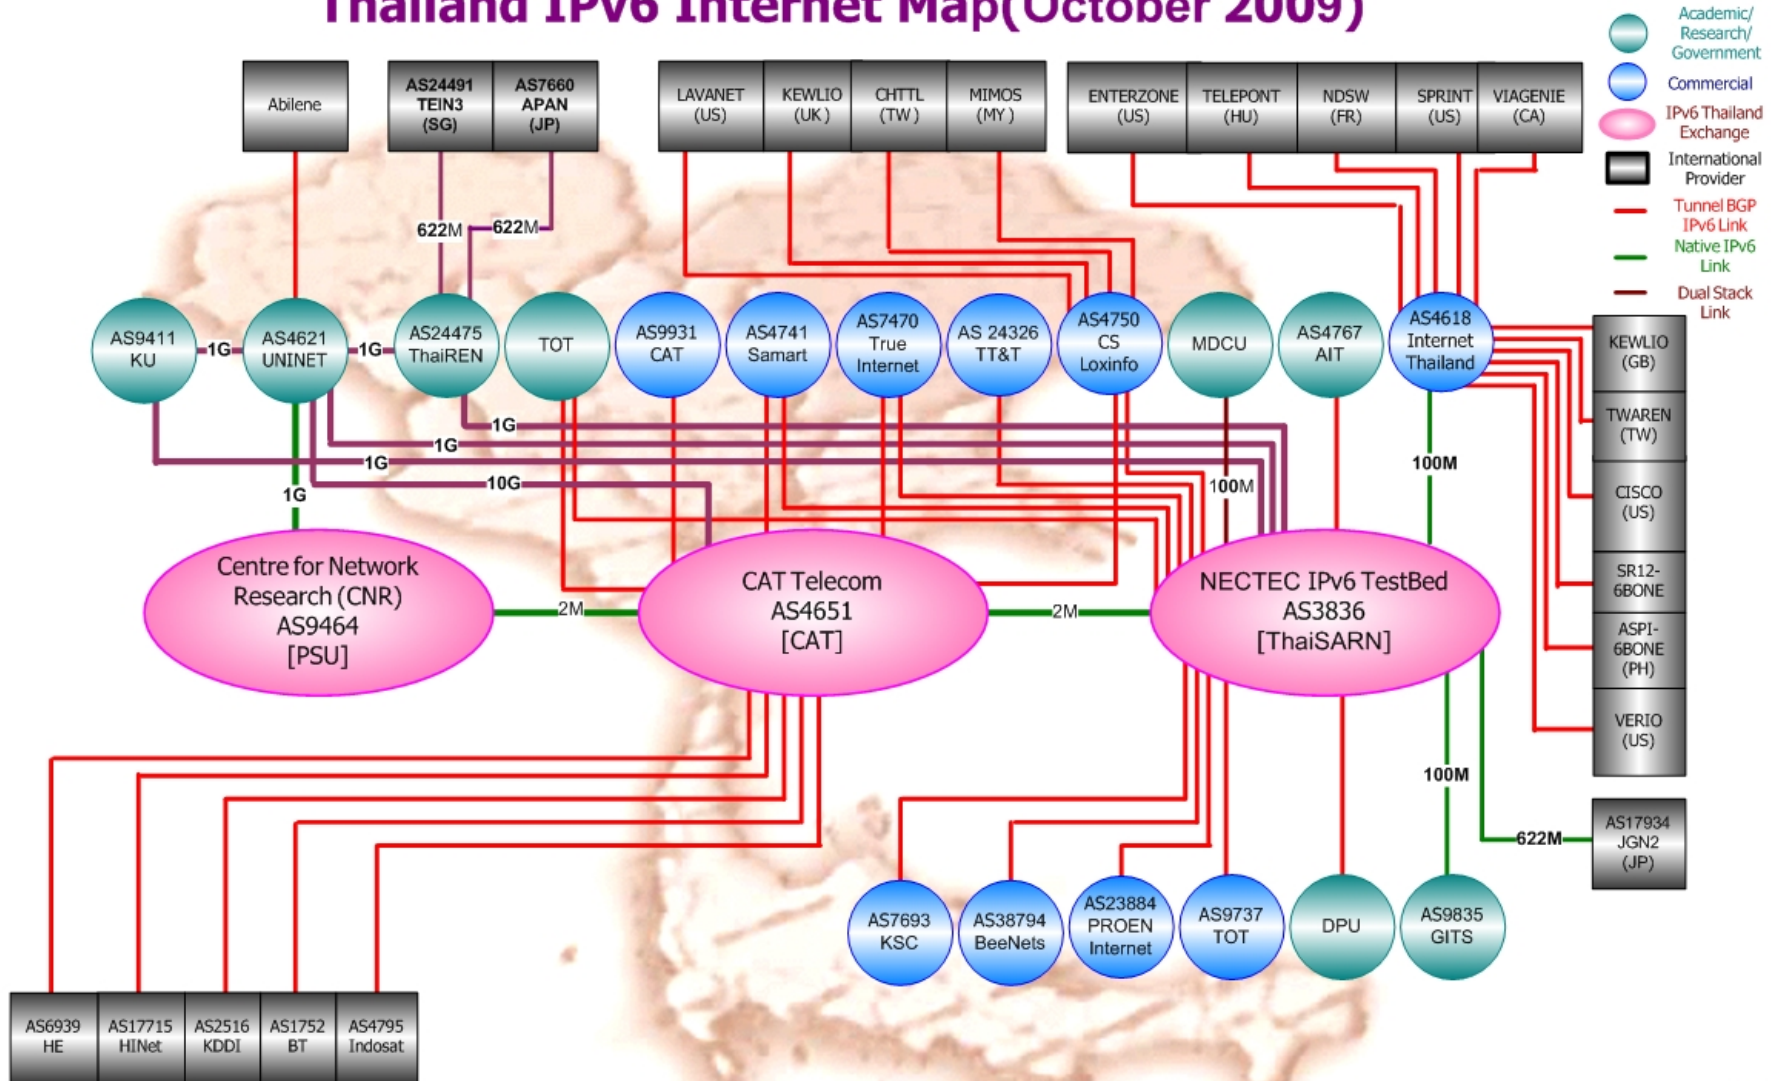 Thailand IPv6 Internet Map(October 2009)
Academic/
Research/
Government
Commercial
IPv6 Thailand
Exchange
International
Provider
Tunnel BGP
IPv6 Link
Native IPv6
Link
Dual Stack
Link
Abilene
AS24491
TEIN3
(SG)
AS7660
APAN
(JP)
LAVANET
(US)
KEWLIO
(UK)
CHTTL
(TW)
MIMOS
(MY)
ENTERZONE
(US)
TELEPONT
(HU)
NDSW
(FR)
SPRINT
(US)
VIAGENIE
(CA)
622M
622M
AS9411
KU
1G
AS4621
UNINET
1G
AS24475
ThaiREN
TOT
AS9931
CAT
AS4741
Samart
AS7470
True
Internet
AS 24326
TT&T
AS4750
CS
Loxinfo
MDCU
AS4767
AIT
AS4618
Internet
Thailand
KEWLIO
(GB)
TWAREN
(TW)
CISCO
(US)
SR12-
6BONE
ASPI-
6BONE
(PH)
VERIO
(US)
1G
1G
1G
10G
1G
100M
100M
Centre for Network
Research (CNR)
AS9464
[PSU]
2M
CAT Telecom
AS4651
[CAT]
2M
NECTEC IPv6 TestBed
AS3836
[ThaiSARN]
100M
622M
AS17934
JGN2
(JP)
AS7693
KSC
AS38794
BeeNets
AS23884
PROEN
Internet
AS9737
TOT
DPU
AS9835
GITS
AS6939
HE
AS17715
HINet
AS2516
KDDI
AS1752
BT
AS4795
Indosat